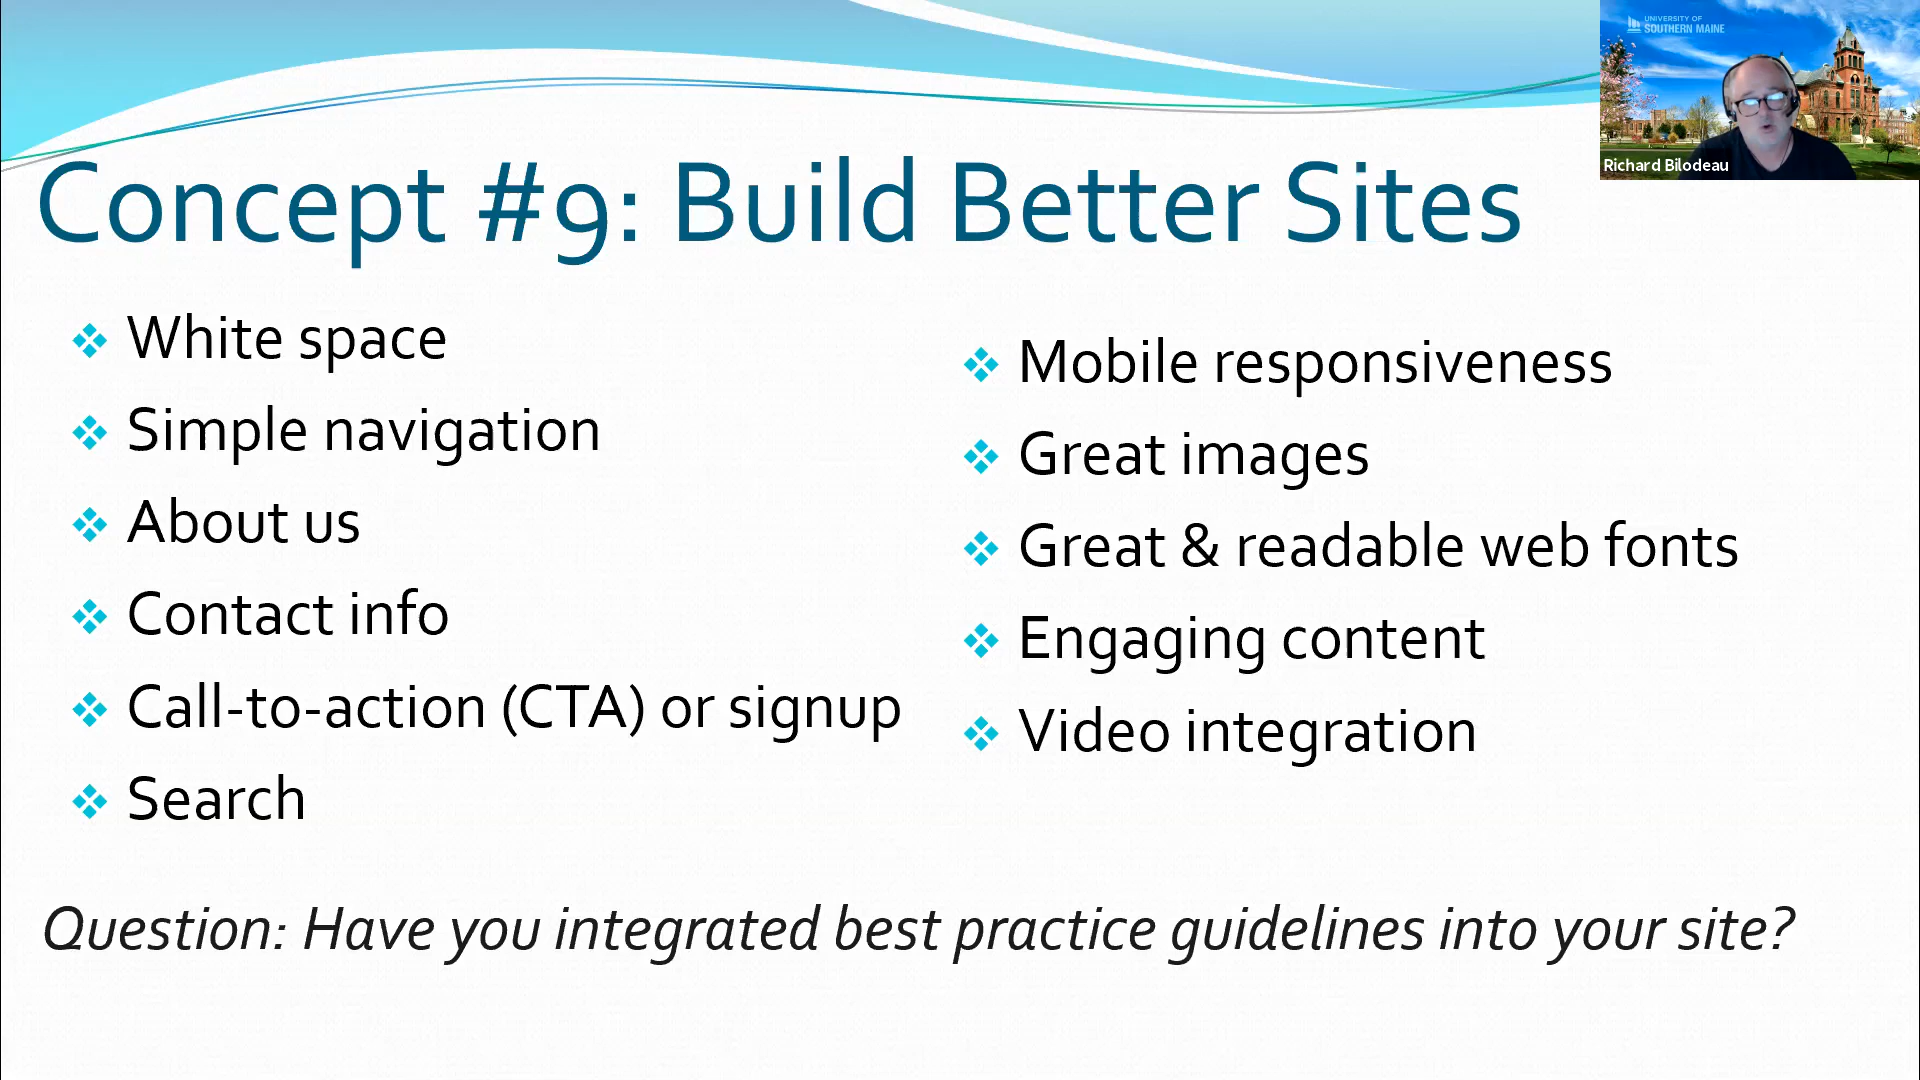 UNIVERSITY OF
SOUTHERN MAINE
Richard Bilodeau
Concept #9: Build Better Sites
White space
Simple navigation
About us
Contact info
Call-to-action (CTA) or signup
Search
Mobile responsiveness
Great images
Great & readable web fonts
Engaging content
Video integration
Question: Have you integrated best practice guidelines into your site?